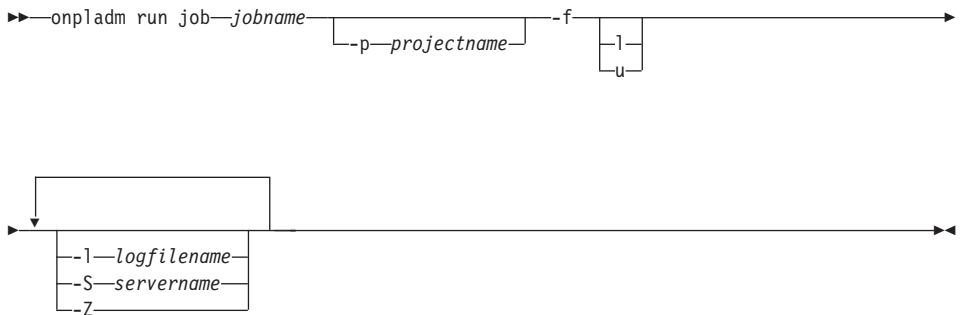 onpladm run job jobname -f
-p projectname l
u
-l logfilename
-S servername
-Z